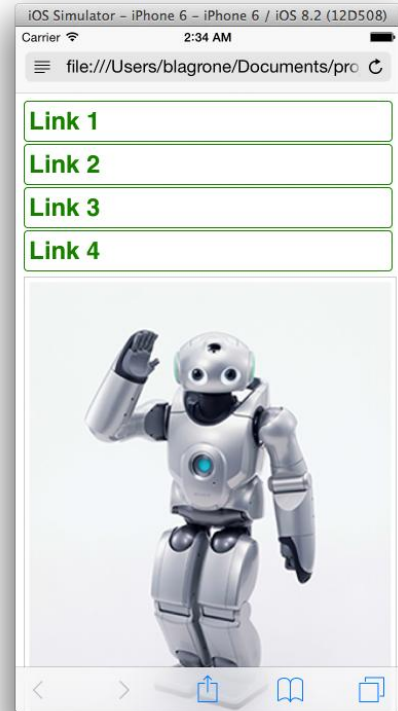 iOS Simulator – iPhone 6 – iPhone 6 / iOS 8.2 (12D508)
Carrier 2:34 AM
file:///Users/blagrone/Documents/pro
Link 1
Link 2
Link 3
Link 4